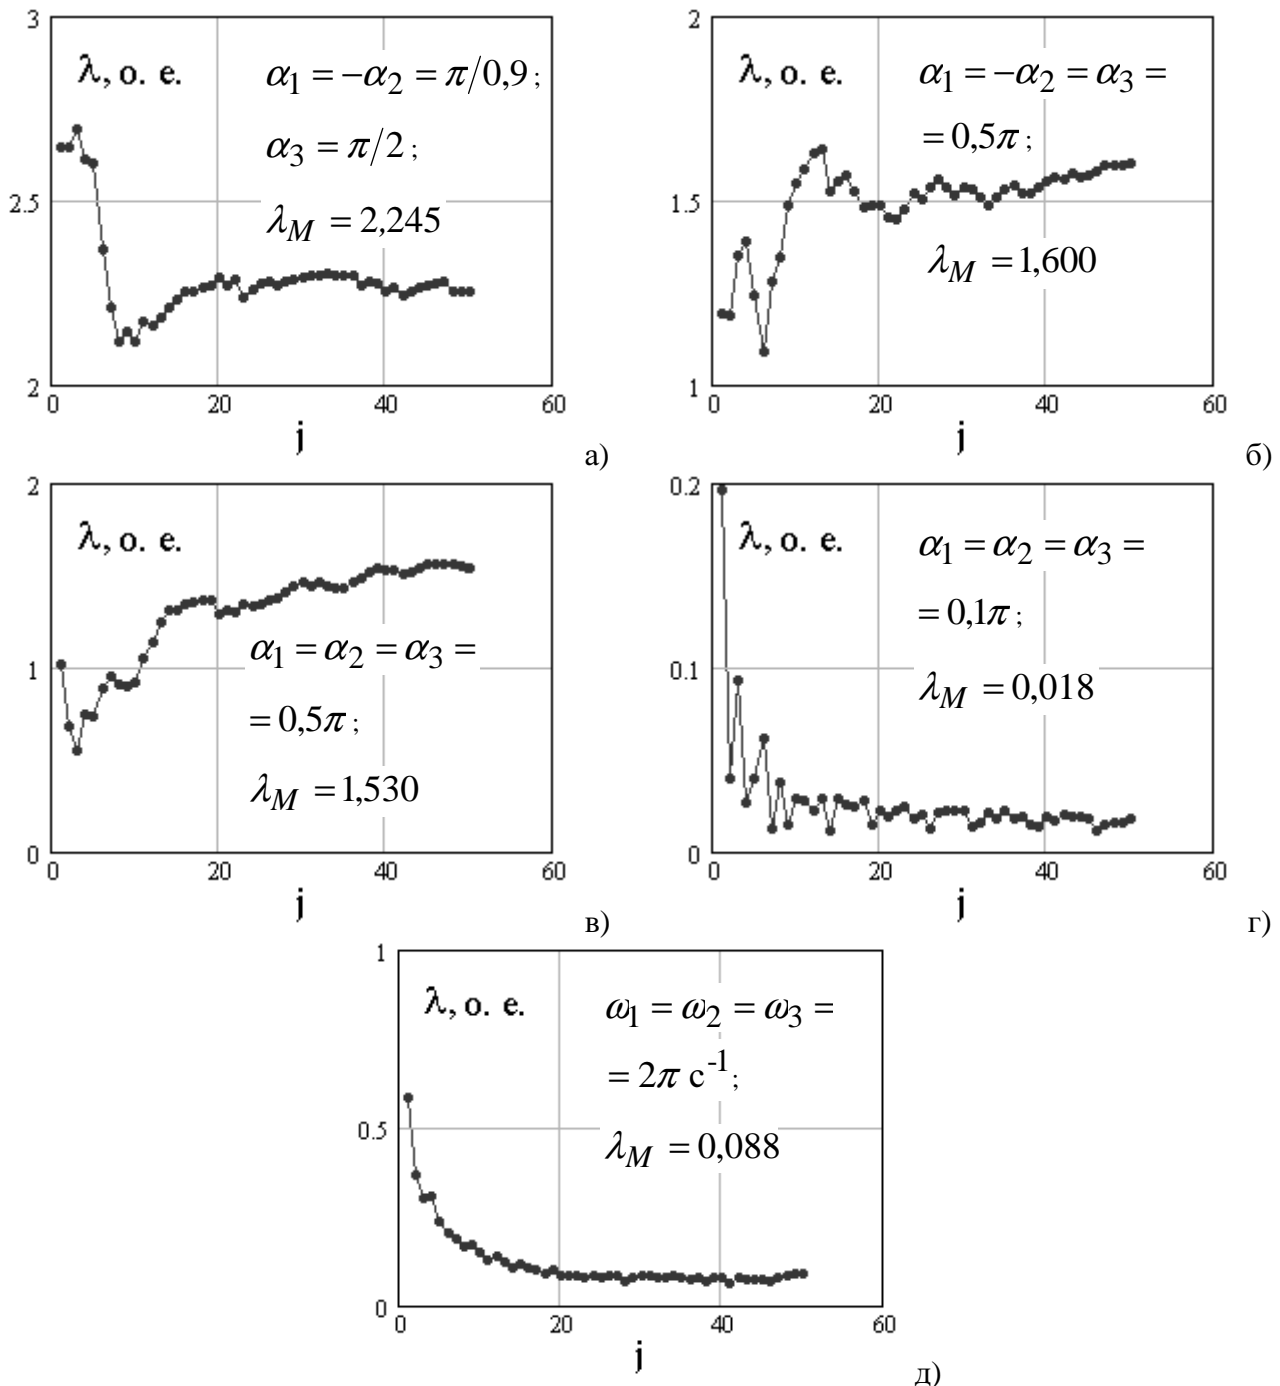 3
2.5
2
λ, о. е.
α1 = −α2 = π/0,9 ;
α3 = π/2 ;
λM = 2,245
0 20 40 60
j
а)
2
1.5
1
λ, о. е.
α1 = −α2 = α3 =
= 0,5π ;
λM = 1,600
0 20 40 60
j
б)
2
1
0
λ, о. е.
α1 = α2 = α3 =
= 0,5π ;
λM = 1,530
0 20 40 60
j
в)
0.2
0.1
0
λ, о. е.
α1 = α2 = α3 =
= 0,1π ;
λM = 0,018
0 20 40 60
j
г)
1
0.5
0
λ, о. е.
ω1 = ω2 = ω3 =
= 2π с-1;
λM = 0,088
0 20 40 60
j
д)